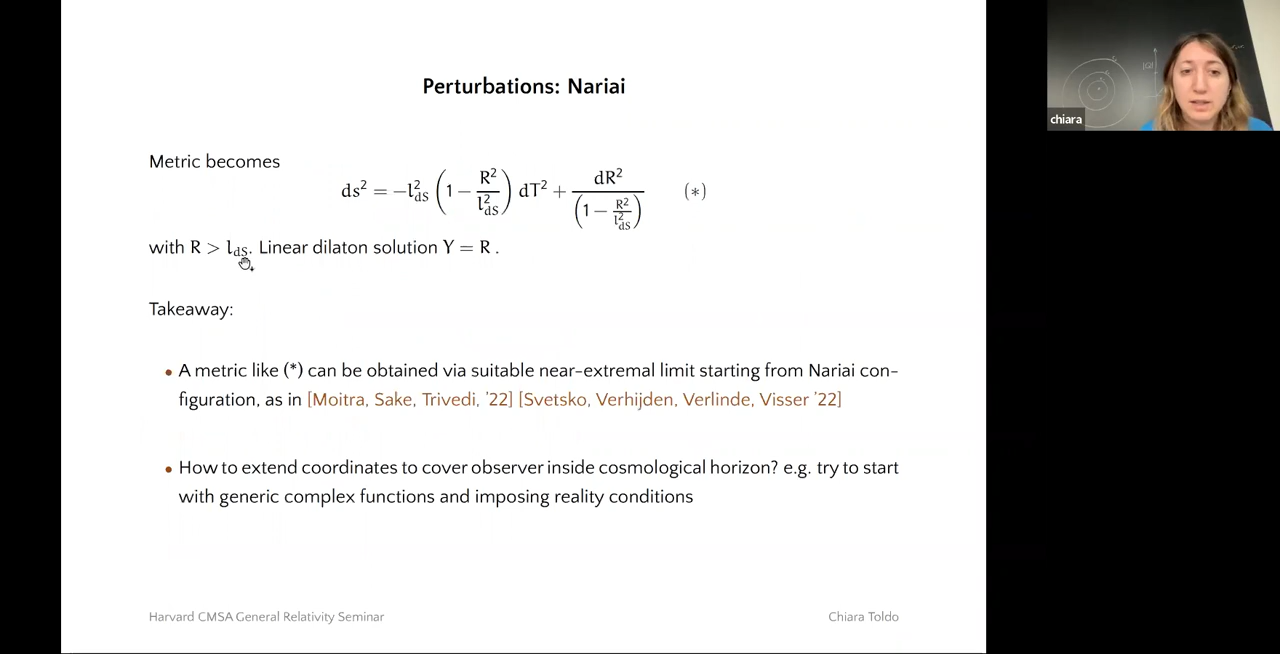 Perturbations: Nariai
Metric becomes
ds² = −l²_dS (1 − R²/l²_dS) dT² + dR²/(1 − R²/l²_dS) (∗)
with R > l_dS. Linear dilaton solution Y = R .
Takeaway:
• A metric like (*) can be obtained via suitable near-extremal limit starting from Nariai con-
figuration, as in [Moitra, Sake, Trivedi, '22] [Svetsko, Verhijden, Verlinde, Visser '22]
• How to extend coordinates to cover observer inside cosmological horizon? e.g. try to start
with generic complex functions and imposing reality conditions
Harvard CMSA General Relativity Seminar
Chiara Toldo
chiara